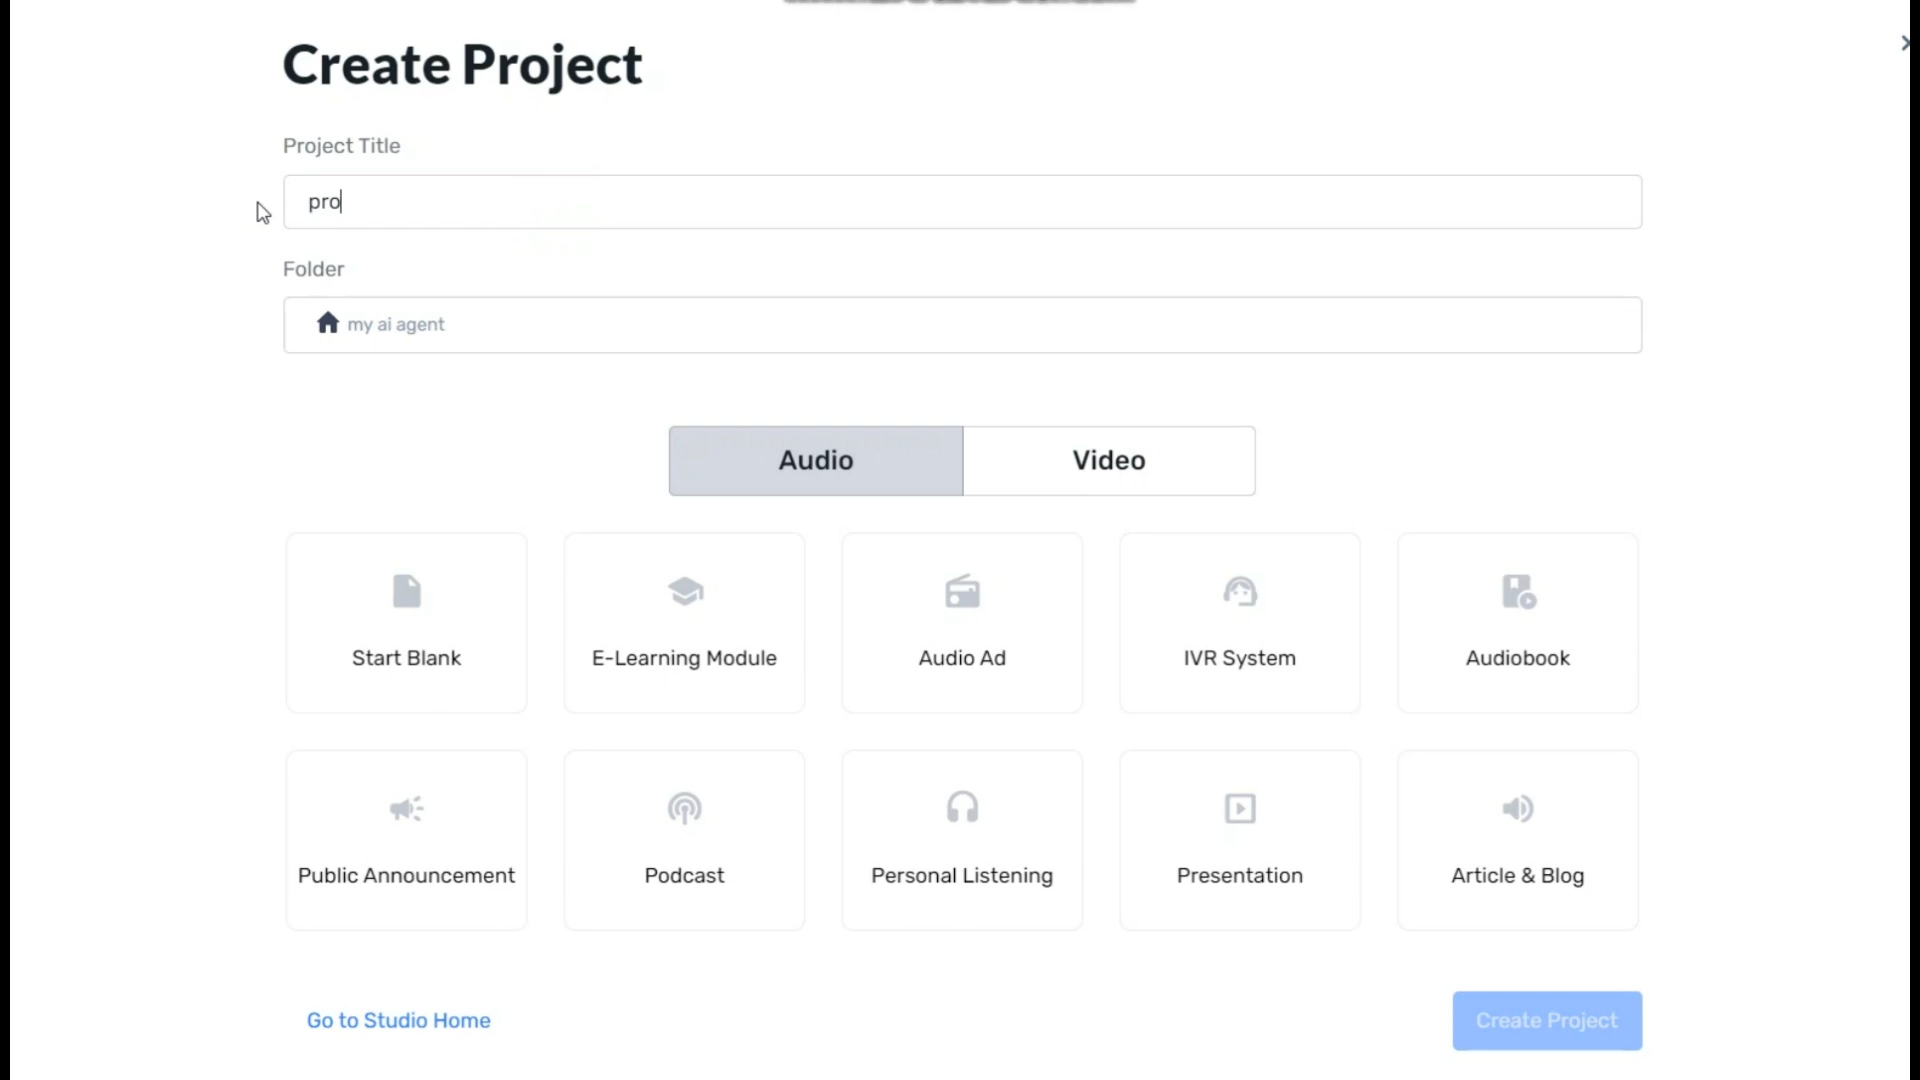 Create Project
Project Title
pro
Folder
my ai agent
Audio Video
Start Blank E-Learning Module Audio Ad IVR System Audiobook
Public Announcement Podcast Personal Listening Presentation Article & Blog
Go to Studio Home Create Project